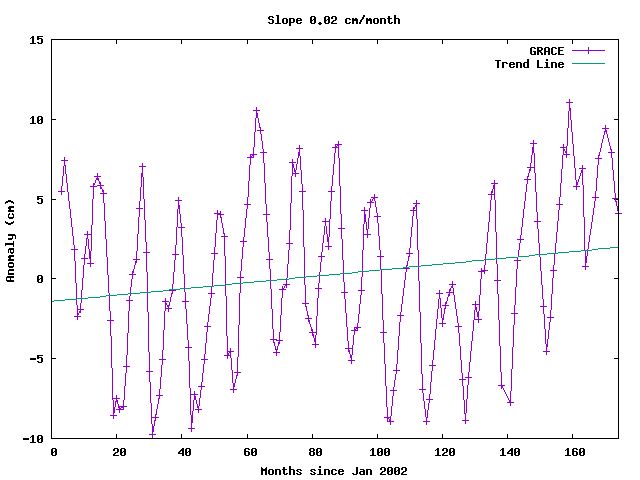 Slope 0.02 cm/month
GRACE
Trend Line
Anomaly (cm)
15
10
5
0
-5
-10
0 20 40 60 80 100 120 140 160
Months since Jan 2002